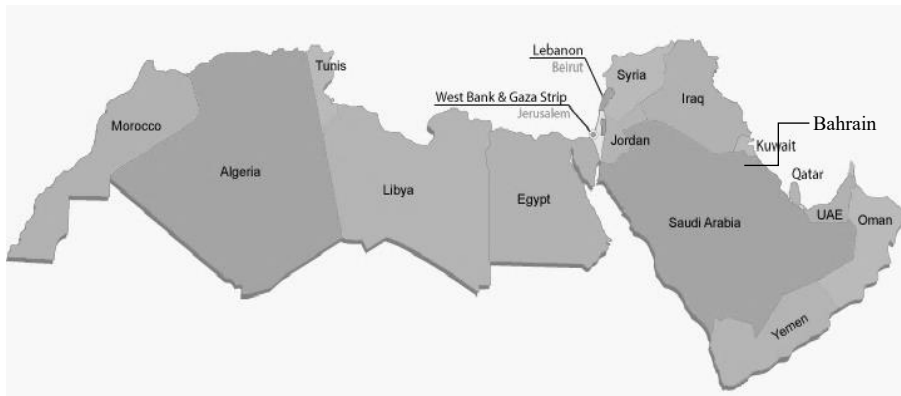 Lebanon
Beirut
Tunis
Syria
West Bank & Gaza Strip
Jerusalem
Iraq
Morocco
Bahrain
Jordan
Kuwait
Algeria
Qatar
Libya
Egypt
Saudi Arabia
UAE
Oman
Yemen